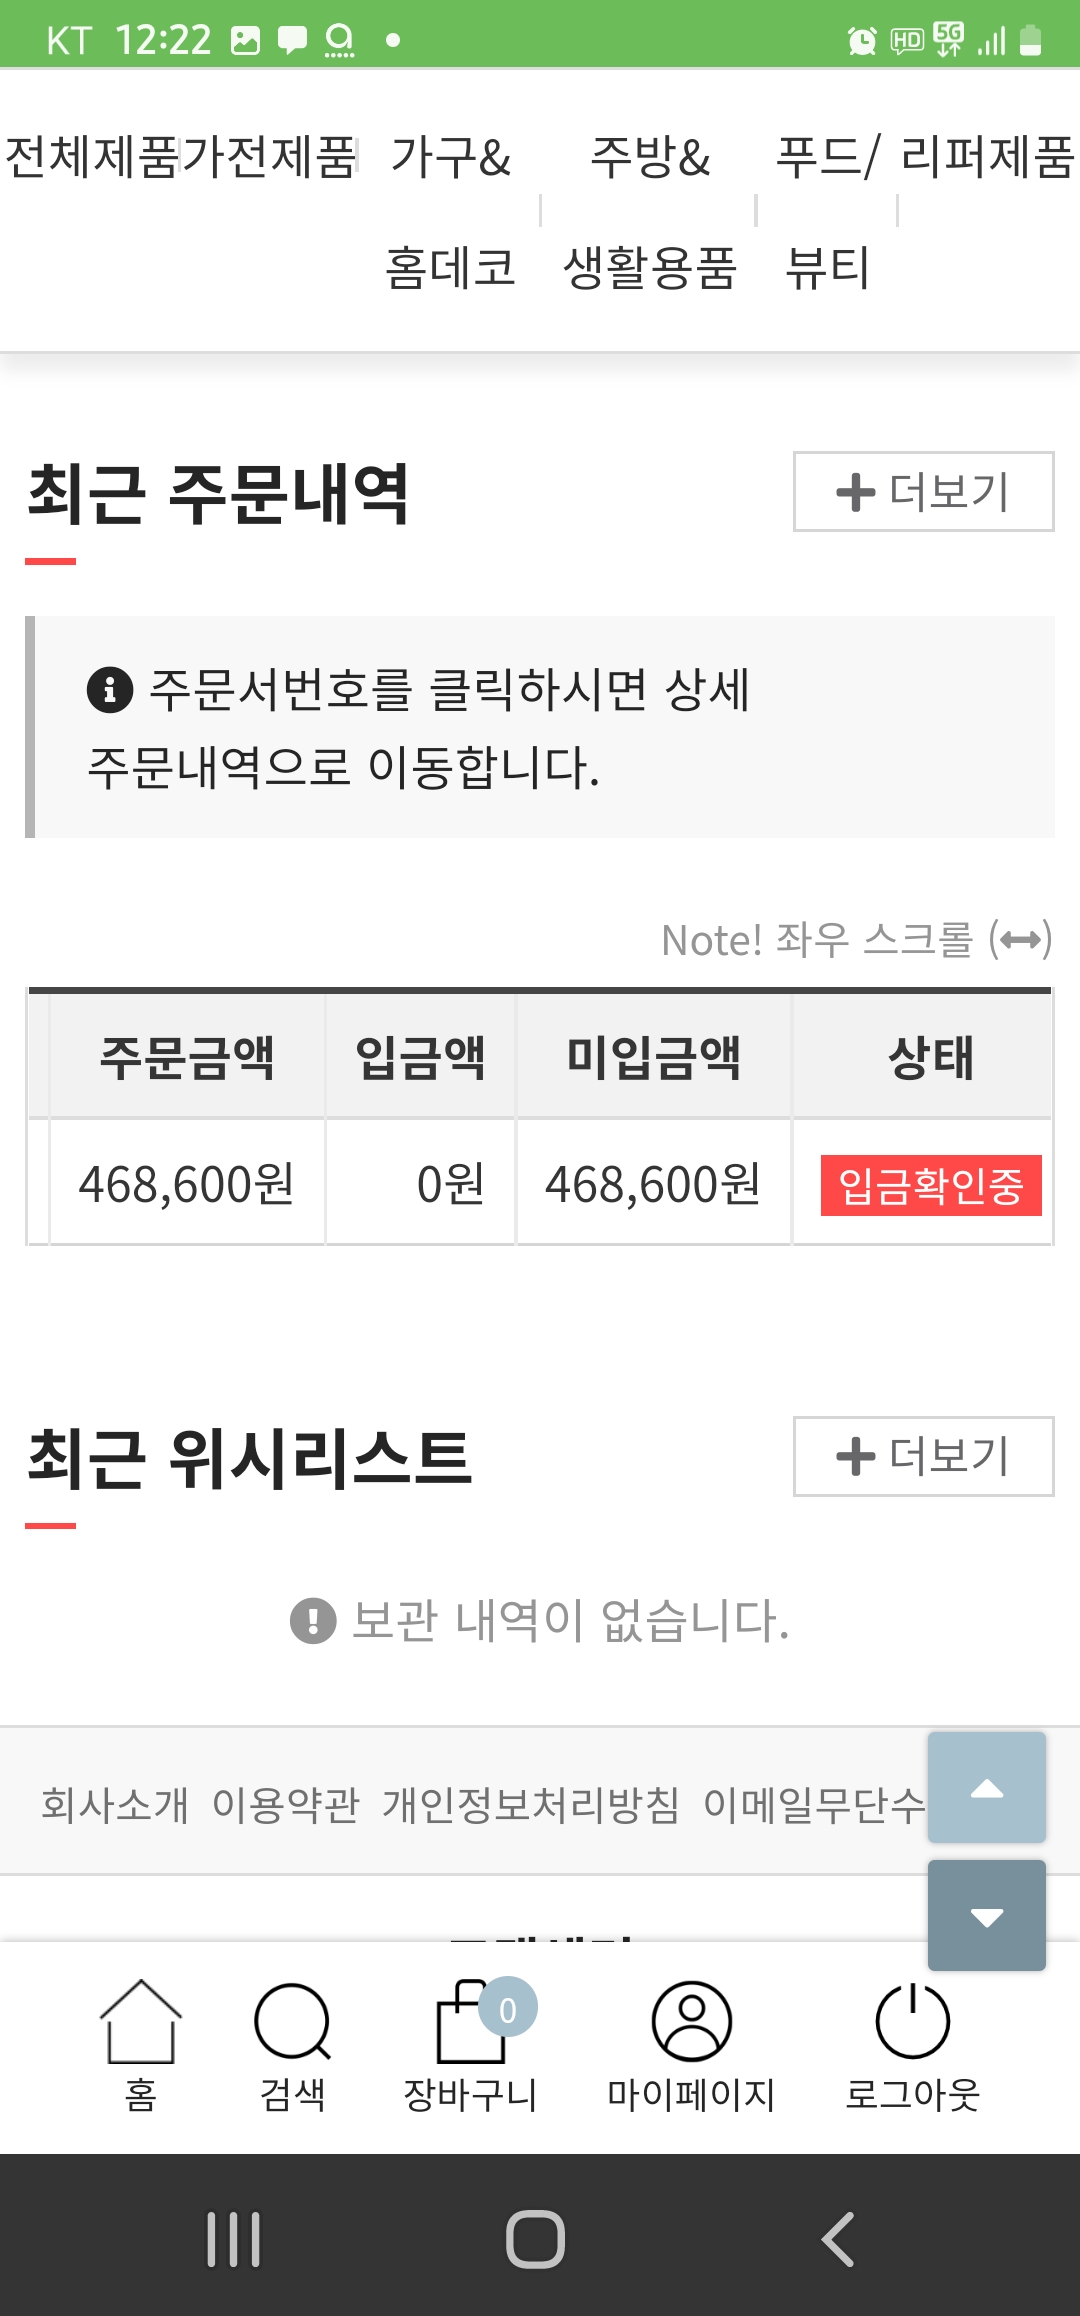 KT 12:22
HD 5G
전체제품 가전제품 가구& 주방& 푸드/ 리퍼제품
홈데코 생활용품 뷰티
최근 주문내역
더보기
주문서번호를 클릭하시면 상세
주문내역으로 이동합니다.
Note! 좌우 스크롤 (↔)
주문금액 입금액 미입금액 상태
468,600원 0원 468,600원 입금확인중
최근 위시리스트
더보기
보관 내역이 없습니다.
회사소개 이용약관 개인정보처리방침 이메일무단수
0
홈 검색 장바구니 마이페이지 로그아웃